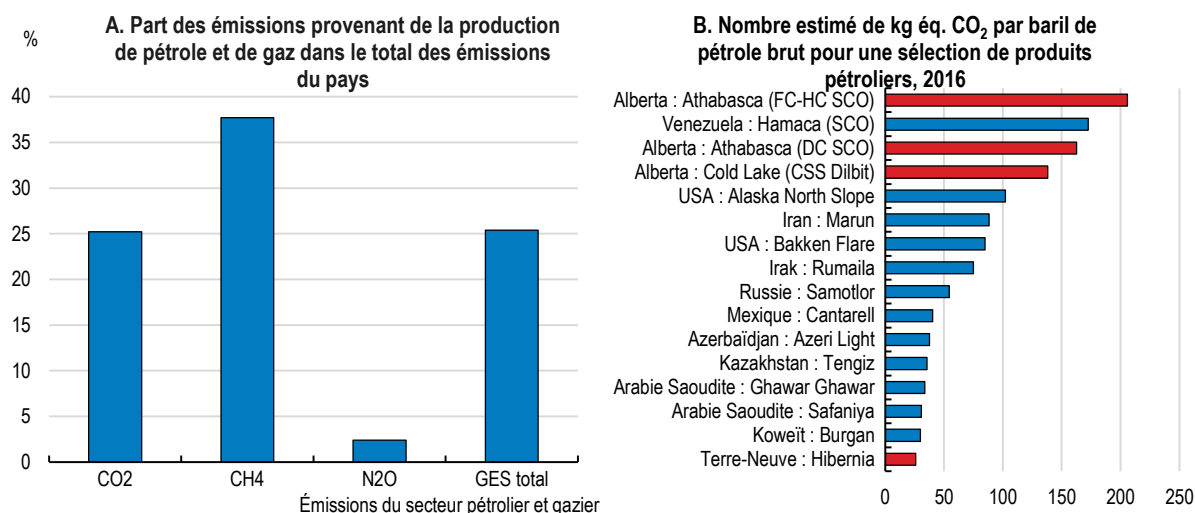 %
A. Part des émissions provenant de la production
de pétrole et de gaz dans le total des émissions
du pays
40
35
30
25
20
15
10
5
0
CO2 CH4 N2O GES total
Émissions du secteur pétrolier et gazier
B. Nombre estimé de kg éq. CO₂ par baril de
pétrole brut pour une sélection de produits
pétroliers, 2016
Alberta : Athabasca (FC-HC SCO)
Venezuela : Hamaca (SCO)
Alberta : Athabasca (DC SCO)
Alberta : Cold Lake (CSS Dilbit)
USA : Alaska North Slope
Iran : Marun
USA : Bakken Flare
Irak : Rumaila
Russie : Samotlor
Mexique : Cantarell
Azerbaïdjan : Azeri Light
Kazakhstan : Tengiz
Arabie Saoudite : Ghawar Ghawar
Arabie Saoudite : Safaniya
Koweït : Burgan
Terre-Neuve : Hibernia
0 50 100 150 200 250